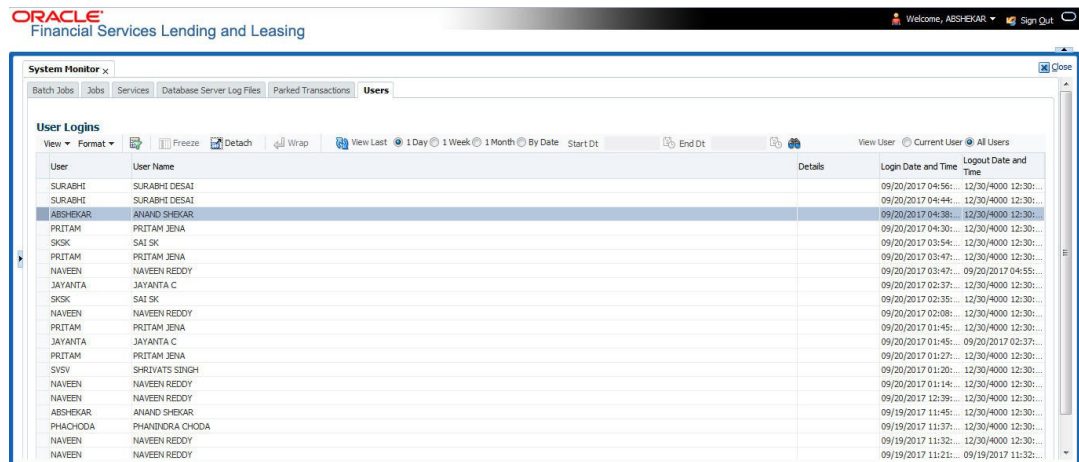 ORACLE
Financial Services Lending and Leasing
Welcome, ABSHEKAR Sign Out
System Monitor x Close
Batch Jobs Jobs Services Database Server Log Files Parked Transactions Users
User Logins
View Format Freeze Detach Wrap View Last 1 Day 1 Week 1 Month By Date Start Dt End Dt View User Current User All Users
User User Name Details Login Date and Time Logout Date and Time
SURABHI SURABHI DESAI 09/20/2017 04:56:... 12/30/4000 12:30:...
SURABHI SURABHI DESAI 09/20/2017 04:44:... 12/30/4000 12:30:...
ABSHEKAR ANAND SHEKAR 09/20/2017 04:38:... 12/30/4000 12:30:...
PRITAM PRITAM JENA 09/20/2017 04:30:... 12/30/4000 12:30:...
SKSK SAI SK 09/20/2017 03:54:... 12/30/4000 12:30:...
PRITAM PRITAM JENA 09/20/2017 03:47:... 12/30/4000 12:30:...
NAVEEN NAVEEN REDDY 09/20/2017 03:47:... 09/20/2017 04:55:...
JAYANTA JAYANTA C 09/20/2017 02:37:... 12/30/4000 12:30:...
SKSK SAI SK 09/20/2017 02:35:... 12/30/4000 12:30:...
NAVEEN NAVEEN REDDY 09/20/2017 02:08:... 12/30/4000 12:30:...
PRITAM PRITAM JENA 09/20/2017 01:45:... 12/30/4000 12:30:...
JAYANTA JAYANTA C 09/20/2017 01:45:... 09/20/2017 02:37:...
PRITAM PRITAM JENA 09/20/2017 01:27:... 12/30/4000 12:30:...
SVSV SHRIVATS SINGH 09/20/2017 01:20:... 12/30/4000 12:30:...
NAVEEN NAVEEN REDDY 09/20/2017 01:14:... 12/30/4000 12:30:...
NAVEEN NAVEEN REDDY 09/20/2017 12:39:... 12/30/4000 12:30:...
ABSHEKAR ANAND SHEKAR 09/19/2017 11:45:... 12/30/4000 12:30:...
PHACHODA PHANINDRA CHODA 09/19/2017 11:37:... 12/30/4000 12:30:...
NAVEEN NAVEEN REDDY 09/19/2017 11:32:... 12/30/4000 12:30:...
NAVEEN NAVEEN REDDY 09/19/2017 11:21:... 09/19/2017 11:32:...